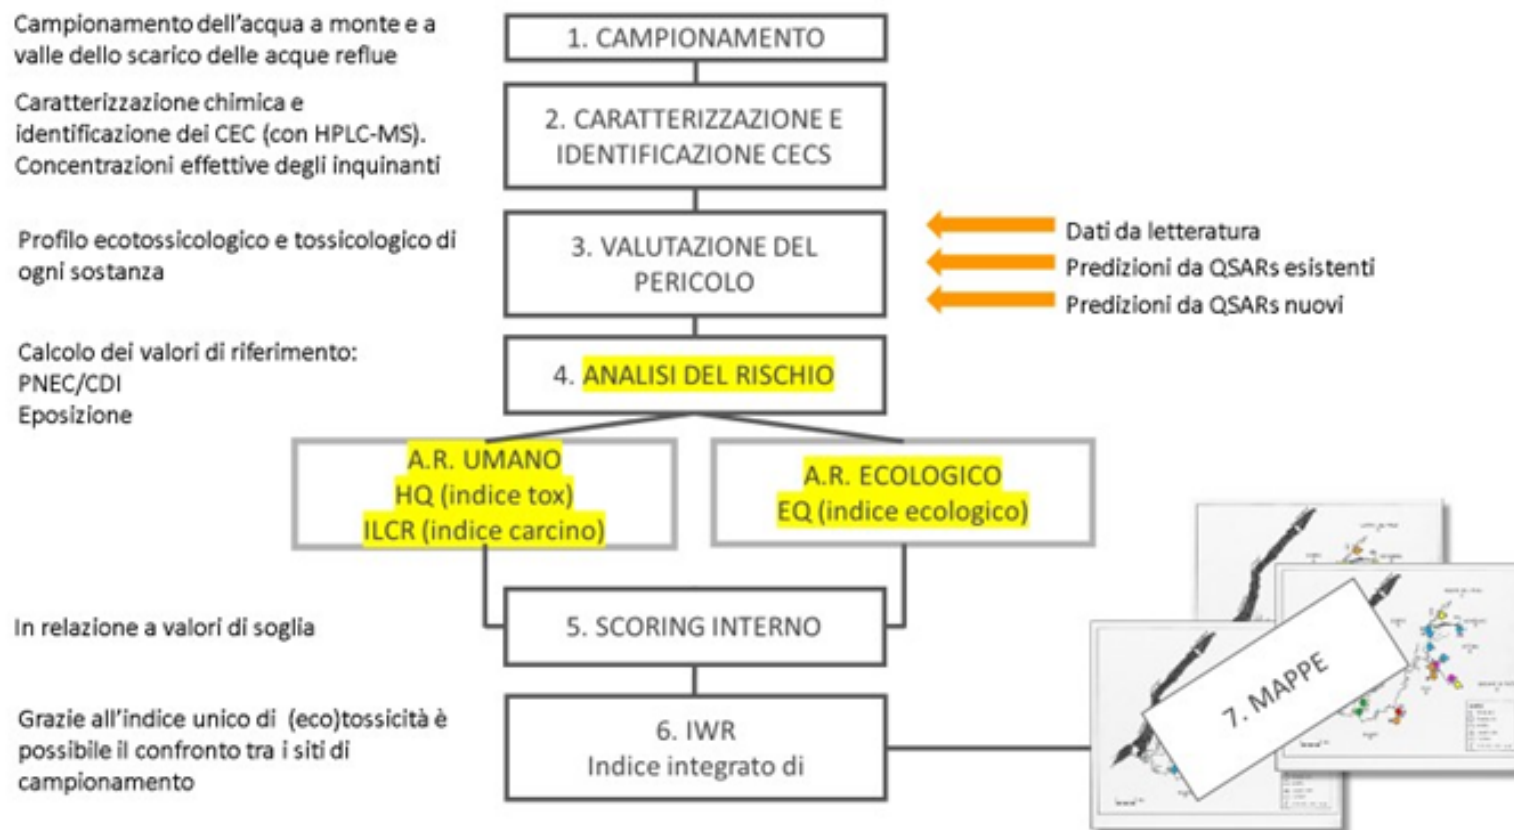 Campionamento dell'acqua a monte e a
valle dello scarico delle acque reflue
1. CAMPIONAMENTO
Caratterizzazione chimica e
identificazione dei CEC (con HPLC-MS).
Concentrazioni effettive degli inquinanti
2. CARATTERIZZAZIONE E
IDENTIFICAZIONE CECS
Profilo ecotossicologico e tossicologico di
ogni sostanza
3. VALUTAZIONE DEL
PERICOLO
Dati da letteratura
Predizioni da QSARs esistenti
Predizioni da QSARs nuovi
Calcolo dei valori di riferimento:
PNEC/CDI
Eposizione
4. ANALISI DEL RISCHIO
A.R. UMANO
HQ (indice tox)
ILCR (indice carcino)
A.R. ECOLOGICO
EQ (indice ecologico)
In relazione a valori di soglia
5. SCORING INTERNO
Grazie all'indice unico di (eco)tossicità è
possibile il confronto tra i siti di
campionamento
6. IWR
Indice integrato di
7. MAPPE